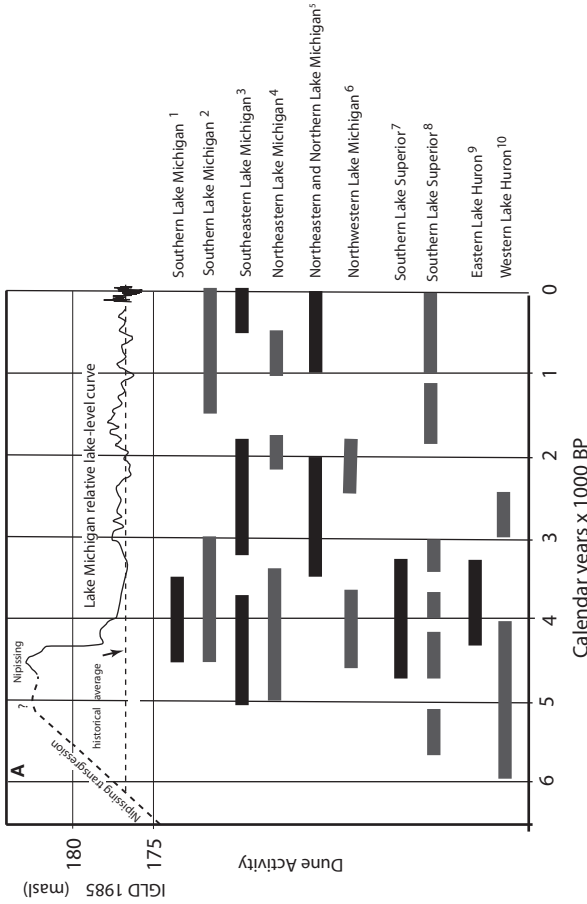 A
IGLD 1985 (masl)
180
175
Nipissing transgression
?
Nipissing
historical average
Lake Michigan relative lake-level curve
Dune Activity
Southern Lake Michigan 1
Southern Lake Michigan 2
Southeastern Lake Michigan 3
Northeastern Lake Michigan 4
Northeastern and Northern Lake Michigan 5
Northwestern Lake Michigan 6
Southern Lake Superior 7
Southern Lake Superior 8
Eastern Lake Huron 9
Western Lake Huron 10
6 5 4 3 2 1 0
Calendar years x 1000 BP